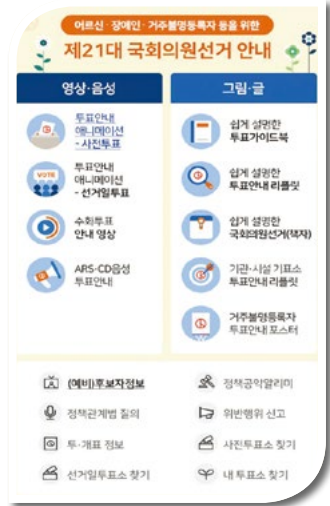 어르신 · 장애인 · 거주불명등록자 등을 위한
제21대 국회의원선거 안내
영상·음성
투표안내
애니메이션
- 사전투표
VOTE
투표안내
애니메이션
- 선거일투표
수화투표
안내 영상
ARS·CD음성
투표안내
그림·글
쉽게 설명한
투표가이드북
쉽게 설명한
투표안내 리플릿
쉽게 설명한
국회의원선거(책자)
기관·시설 기표소
투표안내 리플릿
거주불명등록자
투표안내 포스터
(예비)후보자정보
정책공약알리미
정책관계법 질의
위반행위 신고
투·개표 정보
사전투표소 찾기
선거일투표소 찾기
내 투표소 찾기